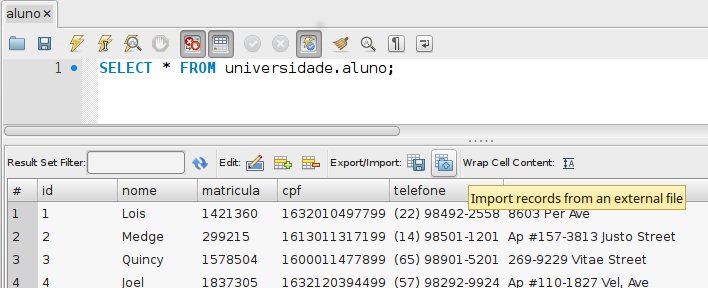 aluno ×
1 SELECT * FROM universidade.aluno;
Result Set Filter: Edit: Export/Import: Wrap Cell Content: IA
# id nome matricula cpf telefone
Import records from an external file
1 1 Lois 1421360 1632010497799 (22) 98492-2558 8603 Per Ave
2 2 Medge 299215 1613011317199 (14) 98501-1201 Ap #157-3813 Justo Street
3 3 Quincy 1578504 1600011477899 (65) 98901-5201 269-9229 Vitae Street
4 4 Joel 1837305 1632120394499 (57) 98292-9924 Ap #110-1827 Vel, Ave